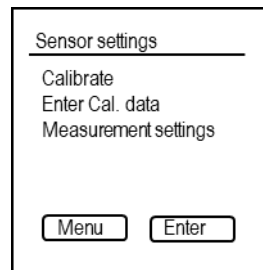 Sensor settings
Calibrate
Enter Cal. data
Measurement settings
Menu Enter